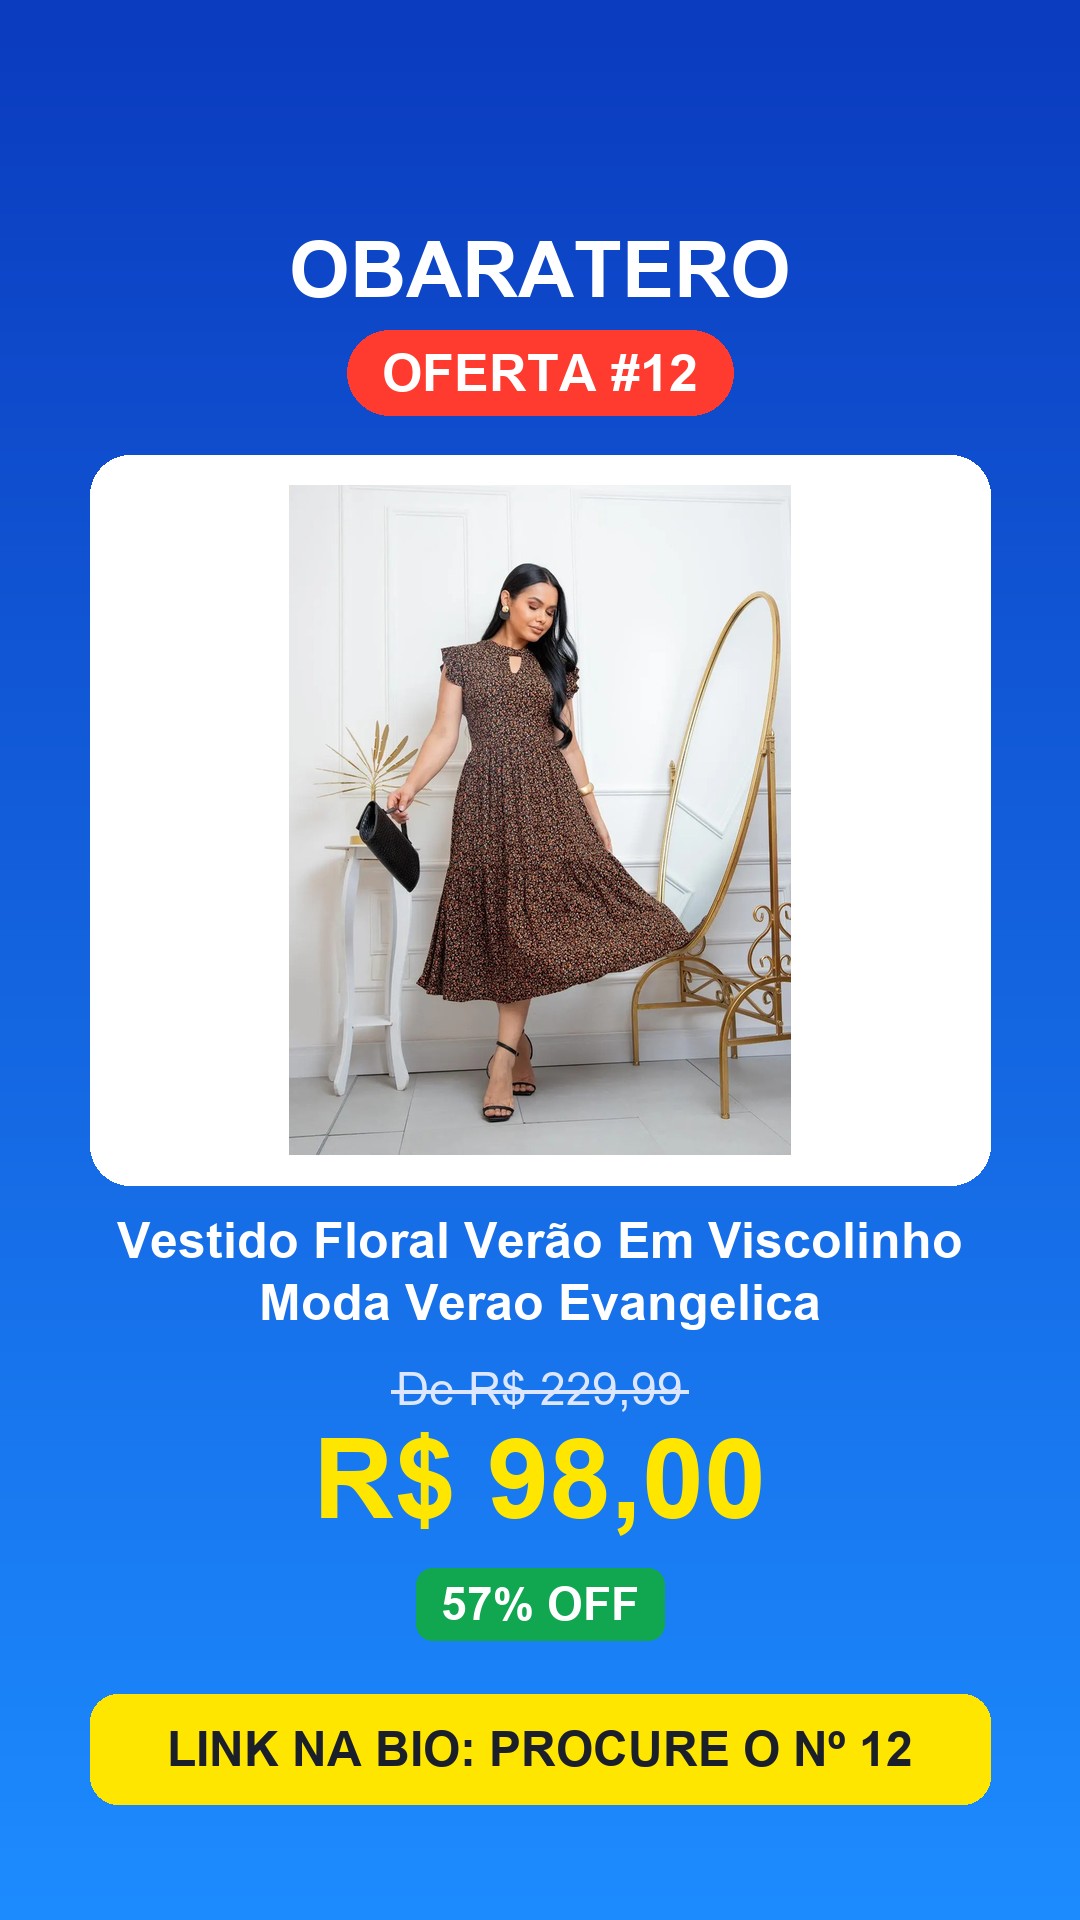 OBARATERO
OFERTA #12
Vestido Floral Verão Em Viscolinho
Moda Verao Evangelica
De R$ 229,99
R$ 98,00
57% OFF
LINK NA BIO: PROCURE O Nº 12